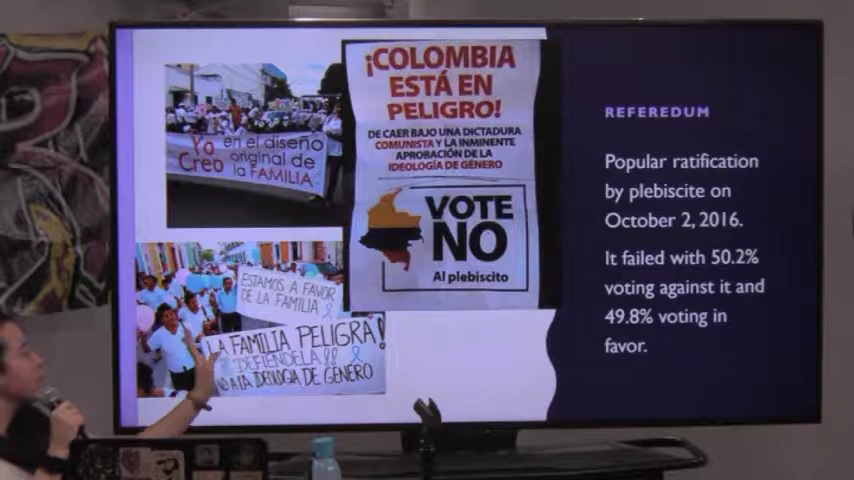 Yo en el diseño
Creo original de
la FAMILIA
¡COLOMBIA
ESTÁ EN
PELIGRO!
DE CAER BAJO UNA DICTADURA
COMUNISTA Y LA INMINENTE
APROBACIÓN DE LA
IDEOLOGÍA DE GÉNERO
VOTE
NO
Al plebiscito
ESTAMOS A FAVOR
DE LA FAMILIA
LA FAMILIA PELIGRA!
DEFIENDELA!!
NO A LA IDEOLOGIA DE GÉNERO
REFEREDUM
Popular ratification
by plebiscite on
October 2, 2016.
It failed with 50.2%
voting against it and
49.8% voting in
favor.